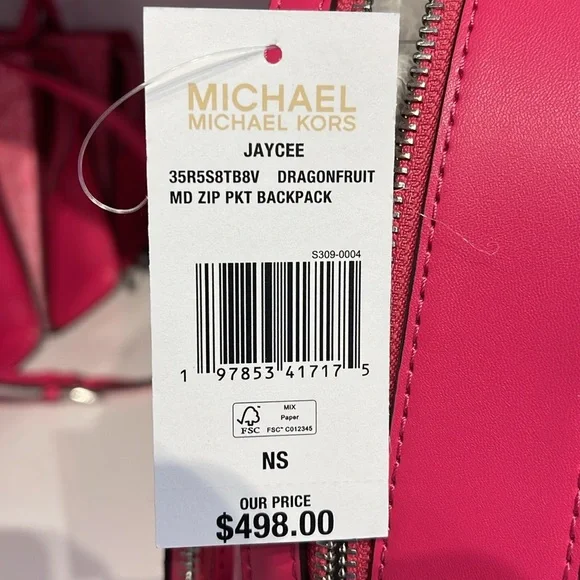 MICHAEL
MICHAEL KORS
JAYCEE
35R5S8TB8V DRAGONFRUIT
MD ZIP PKT BACKPACK
S309-0004
1 97853 41717 5
FSC
MIX
Paper
FSC™ C012345
NS
OUR PRICE
$498.00